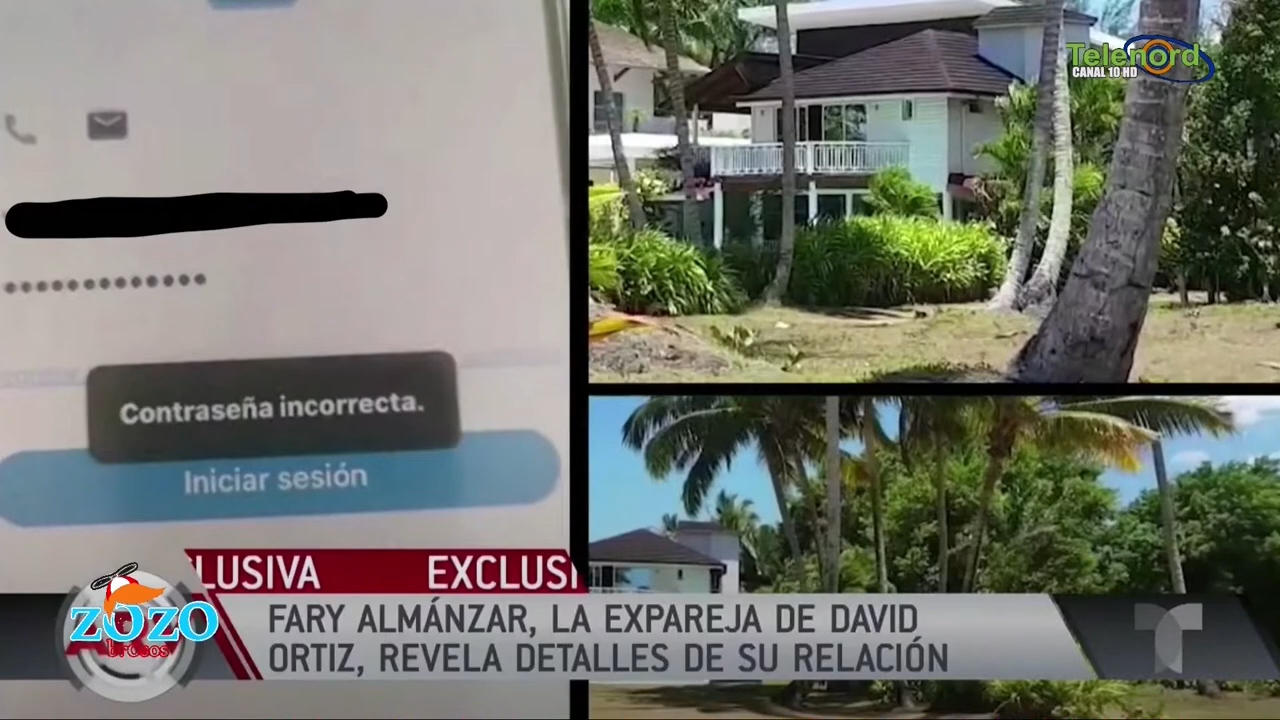 Telenord
CANAL 10 HD
Contraseña incorrecta.
Iniciar sesión
LUSIVA EXCLUSI
FARY ALMÁNZAR, LA EXPAREJA DE DAVID
ORTIZ, REVELA DETALLES DE SU RELACIÓN
ZOZO
brocos